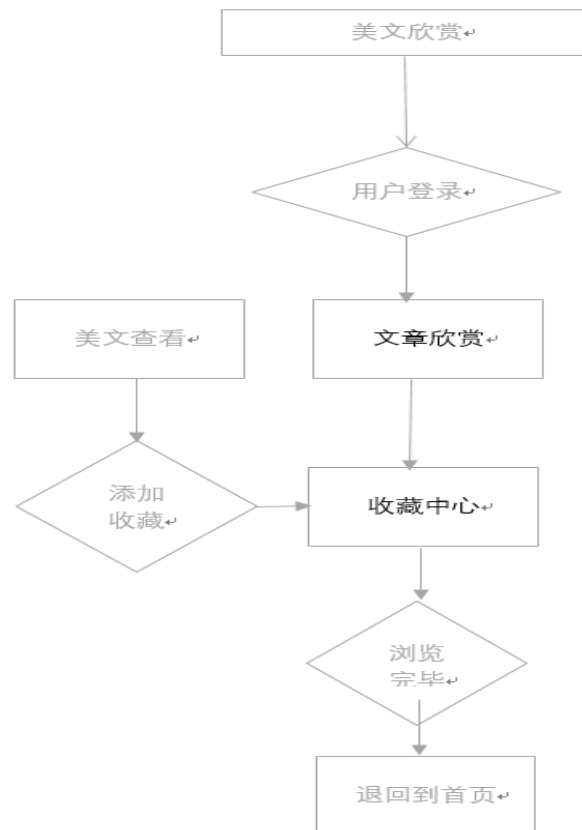 美文欣赏
用户登录
美文查看
文章欣赏
添加
收藏
收藏中心
浏览
完毕
退回到首页